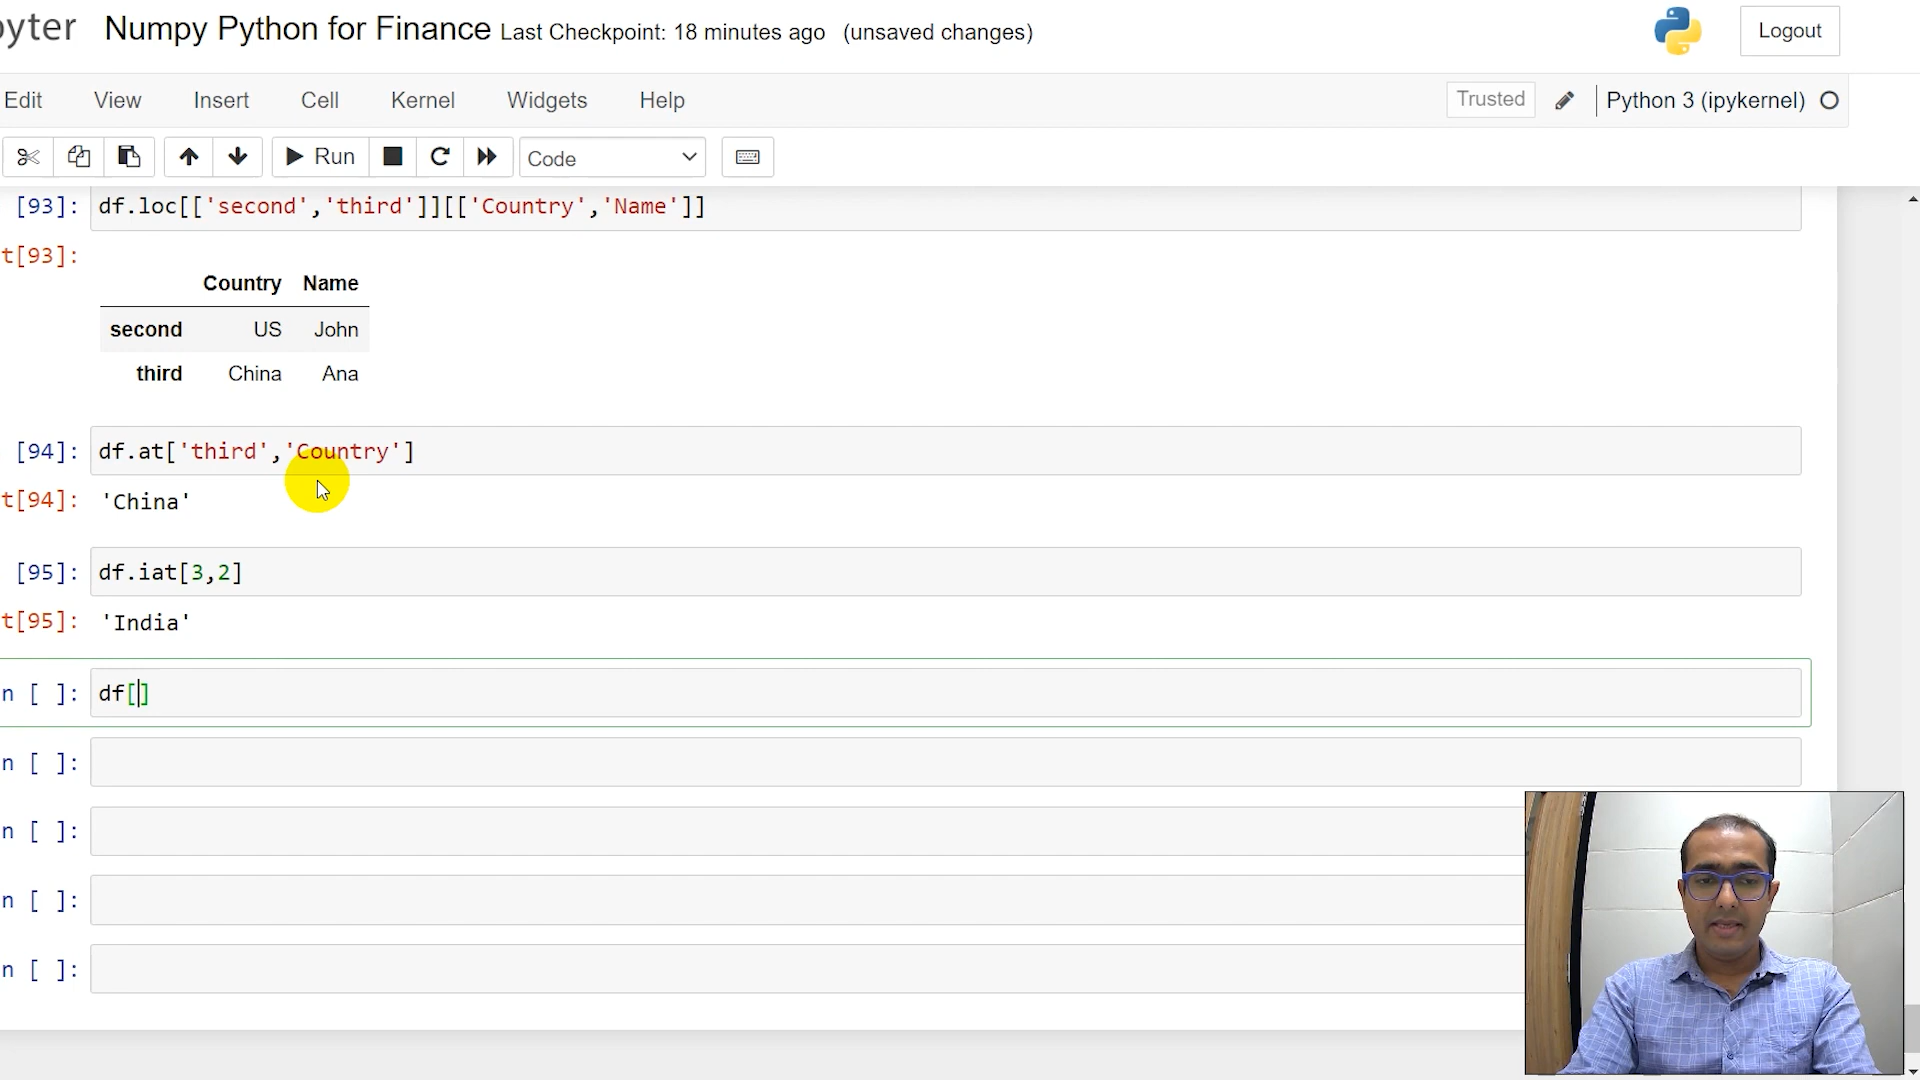 pyter Numpy Python for Finance Last Checkpoint: 18 minutes ago (unsaved changes) Logout
Edit View Insert Cell Kernel Widgets Help Trusted Python 3 (ipykernel)
Run Code
[93]: df.loc[['second','third']][['Country','Name']]
t[93]:
Country Name
second US John
third China Ana
[94]: df.at['third','Country']
t[94]: 'China'
[95]: df.iat[3,2]
t[95]: 'India'
n [ ]: df[]
n [ ]:
n [ ]:
n [ ]:
n [ ]: